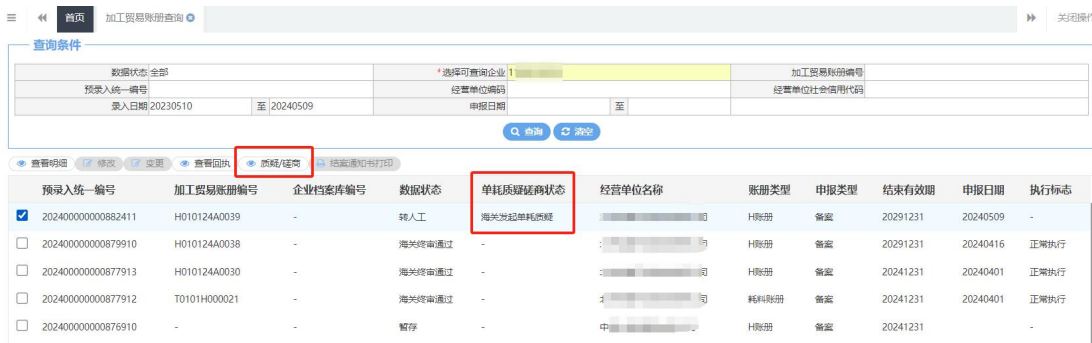 首页 加工贸易账册查询 关闭操作
查询条件
数据状态 全部 *选择可查询企业 1 加工贸易账册编号
预录入统一编号 经营单位编码 经营单位社会信用代码
录入日期 20230510 至 20240509 申报日期 至
查询 清空
查看明细 修改 变更 查看回执 质疑/磋商 结案通知书打印
预录入统一编号 加工贸易账册编号 企业档案库编号 数据状态 单耗质疑磋商状态 经营单位名称 账册类型 申报类型 结束有效期 申报日期 执行标志
202400000000882411 H010124A0039 - 转人工 海关发起单耗质疑 司 H账册 备案 20291231 20240509 -
202400000000879910 H010124A0038 - 海关终审通过 - 司 H账册 备案 20291231 20240416 正常执行
202400000000877913 H010124A0030 - 海关终审通过 - 司 H账册 备案 20241231 20240401 正常执行
202400000000877912 T0101H000021 - 海关终审通过 - 司 耗料账册 备案 20241231 20240401 正常执行
202400000000876910 - - 暂存 - 中 H账册 备案 20241231 -